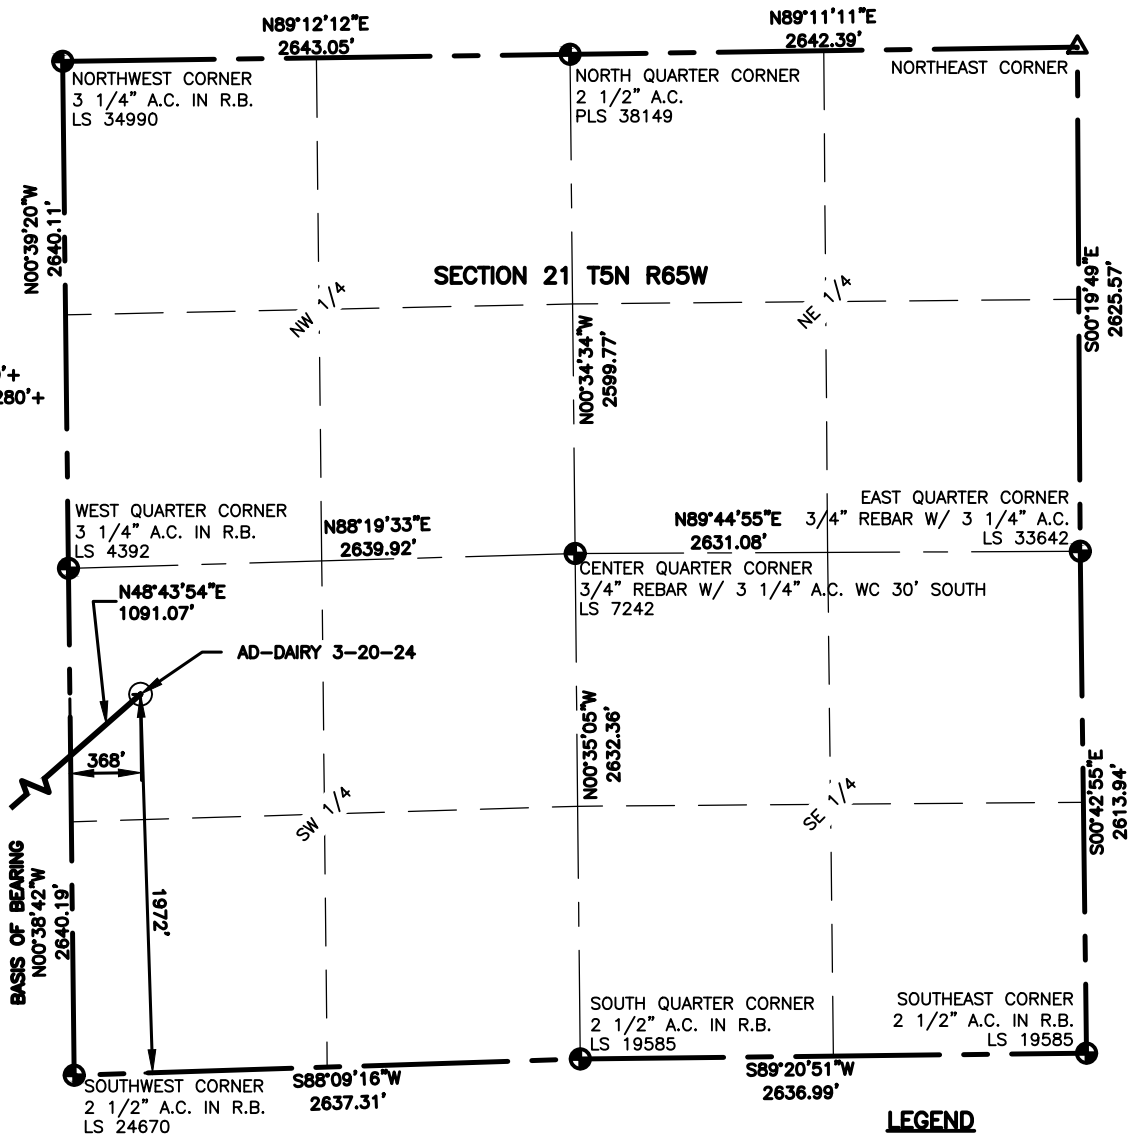 N89°12'12"E
2643.05'
N89°11'11"E
2642.39'
NORTHWEST CORNER
3 1/4" A.C. IN R.B.
LS 34990
NORTH QUARTER CORNER
2 1/2" A.C.
PLS 38149
NORTHEAST CORNER
N00°39'20"W
2640.11'
SECTION 21 T5N R65W
NW 1/4
NE 1/4
S00°19'49"E
2625.57'
N00°34'34"W
2599.77'
'+
280'+
WEST QUARTER CORNER
3 1/4" A.C. IN R.B.
LS 4392
N88°19'33"E
2639.92'
N89°44'55"E
2631.08'
EAST QUARTER CORNER
3/4" REBAR W/ 3 1/4" A.C.
LS 33642
CENTER QUARTER CORNER
3/4" REBAR W/ 3 1/4" A.C. WC 30' SOUTH
LS 7242
N48°43'54"E
1091.07'
AD-DAIRY 3-20-24
368'
N00°35'05"W
2632.36'
SW 1/4
SE 1/4
S00°42'55"E
2613.94'
BASIS OF BEARING
N00°38'42"W
2640.19'
1972'
SOUTH QUARTER CORNER
2 1/2" A.C. IN R.B.
LS 19585
SOUTHEAST CORNER
2 1/2" A.C. IN R.B.
LS 19585
SOUTHWEST CORNER
2 1/2" A.C. IN R.B.
LS 24670
S88°09'16"W
2637.31'
S89°20'51"W
2636.99'
LEGEND